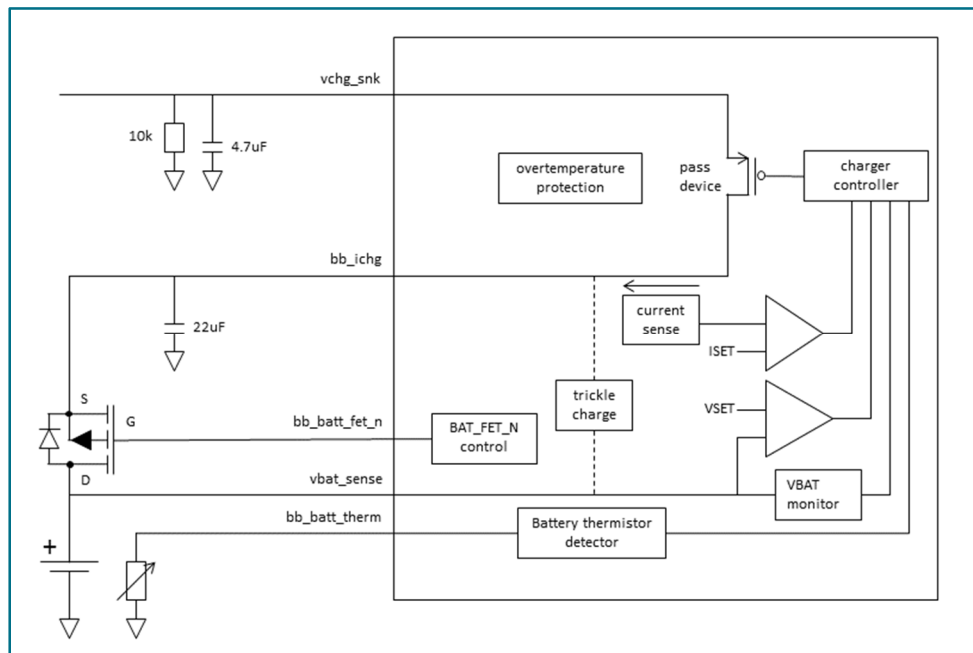 vchg_snk
10k
4.7uF
overtemperature
protection
pass
device
charger
controller
bb_ichg
22uF
current
sense
ISET
S
G
trickle
charge
VSET
bb_batt_fet_n
BAT_FET_N
control
D
vbat_sense
VBAT
monitor
bb_batt_therm
Battery thermistor
detector
+